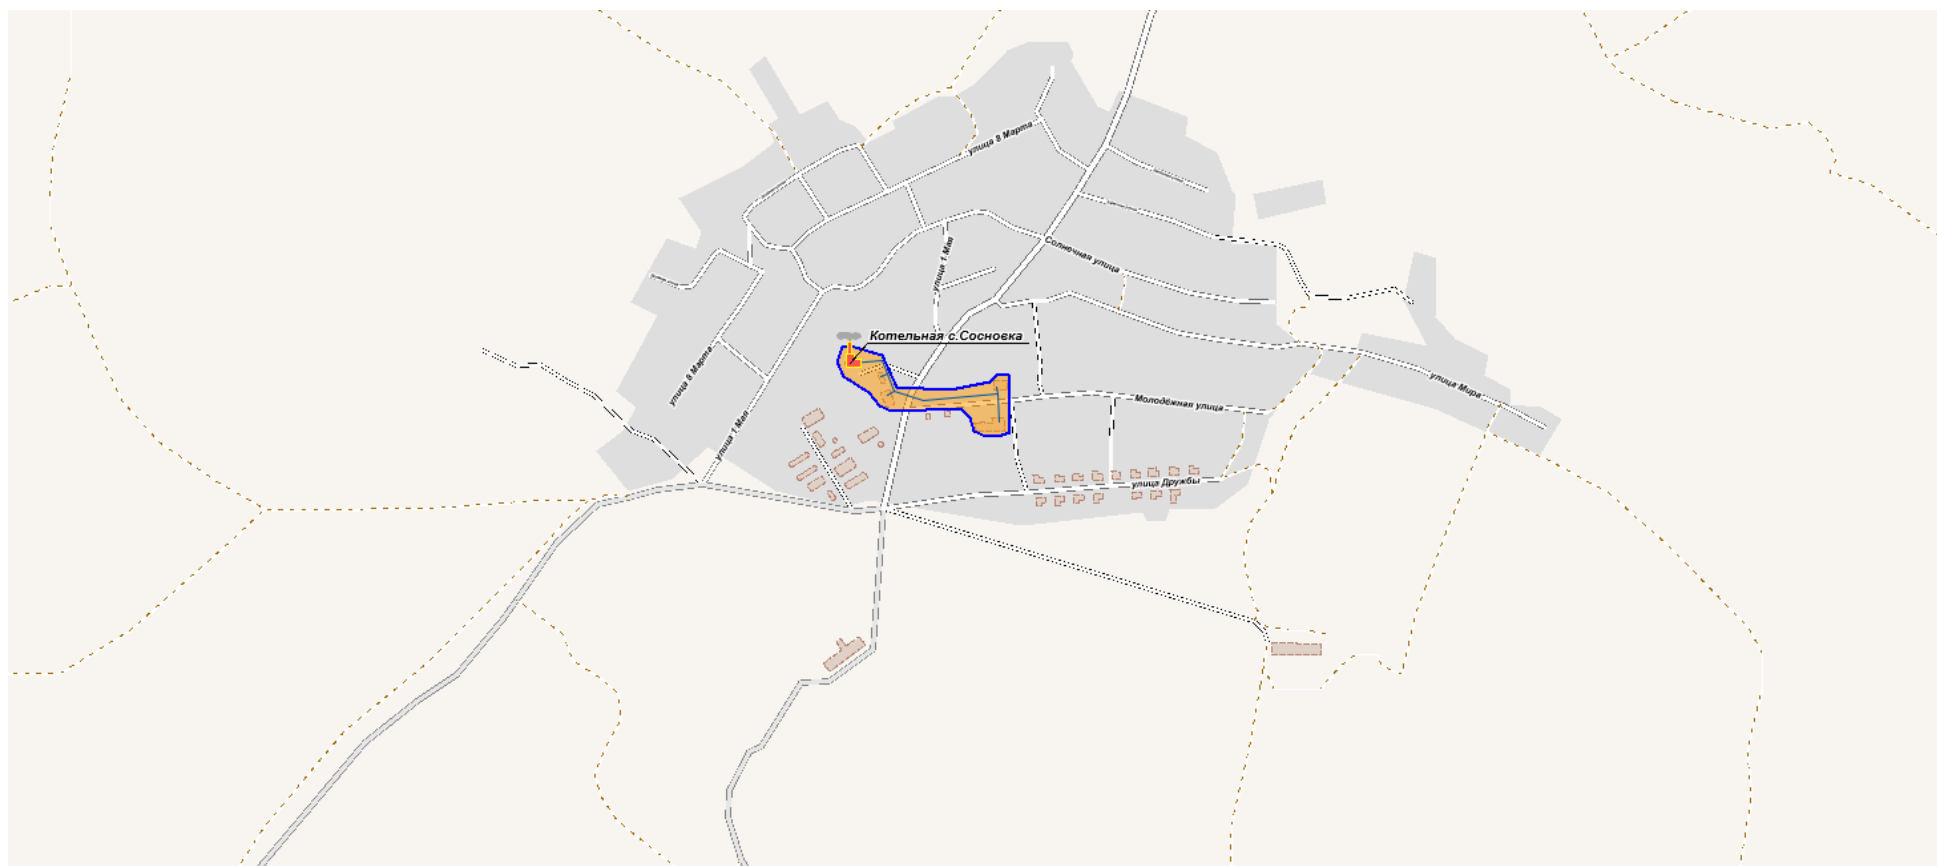 улица 8 Марта
улица 1 Мая
Солнечная улица
Котельная с.Сосновка
улица 8 Марта
улица Мира
Молодёжная улица
улица 1 Мая
улица Дружбы